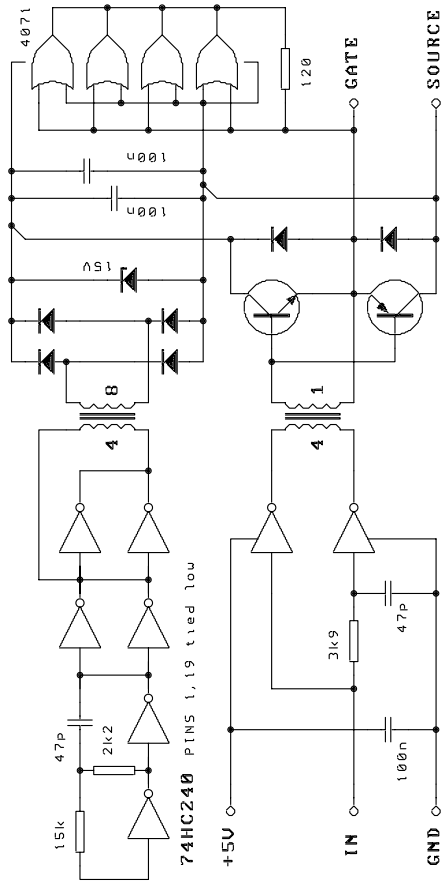 4071
120
GATE
SOURCE
100n
100n
15V
8
4
1
4
74HC240 PINS 1,19 tied low
47p
2k2
15k
3k9
47p
100n
+5V
IN
GND